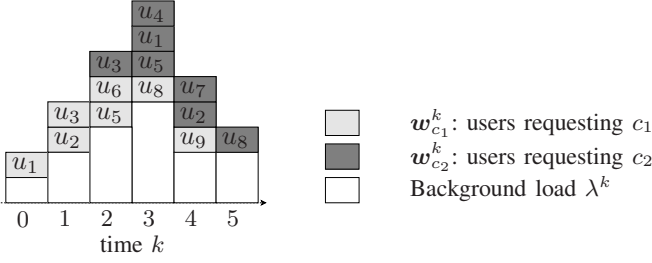 u₄
u₁
u₃ u₅
u₆ u₈ u₇
u₃ u₅ u₂
u₂ u₉ u₈
u₁
0 1 2 3 4 5
time k
w^k_{c₁}: users requesting c₁
w^k_{c₂}: users requesting c₂
Background load λ^k